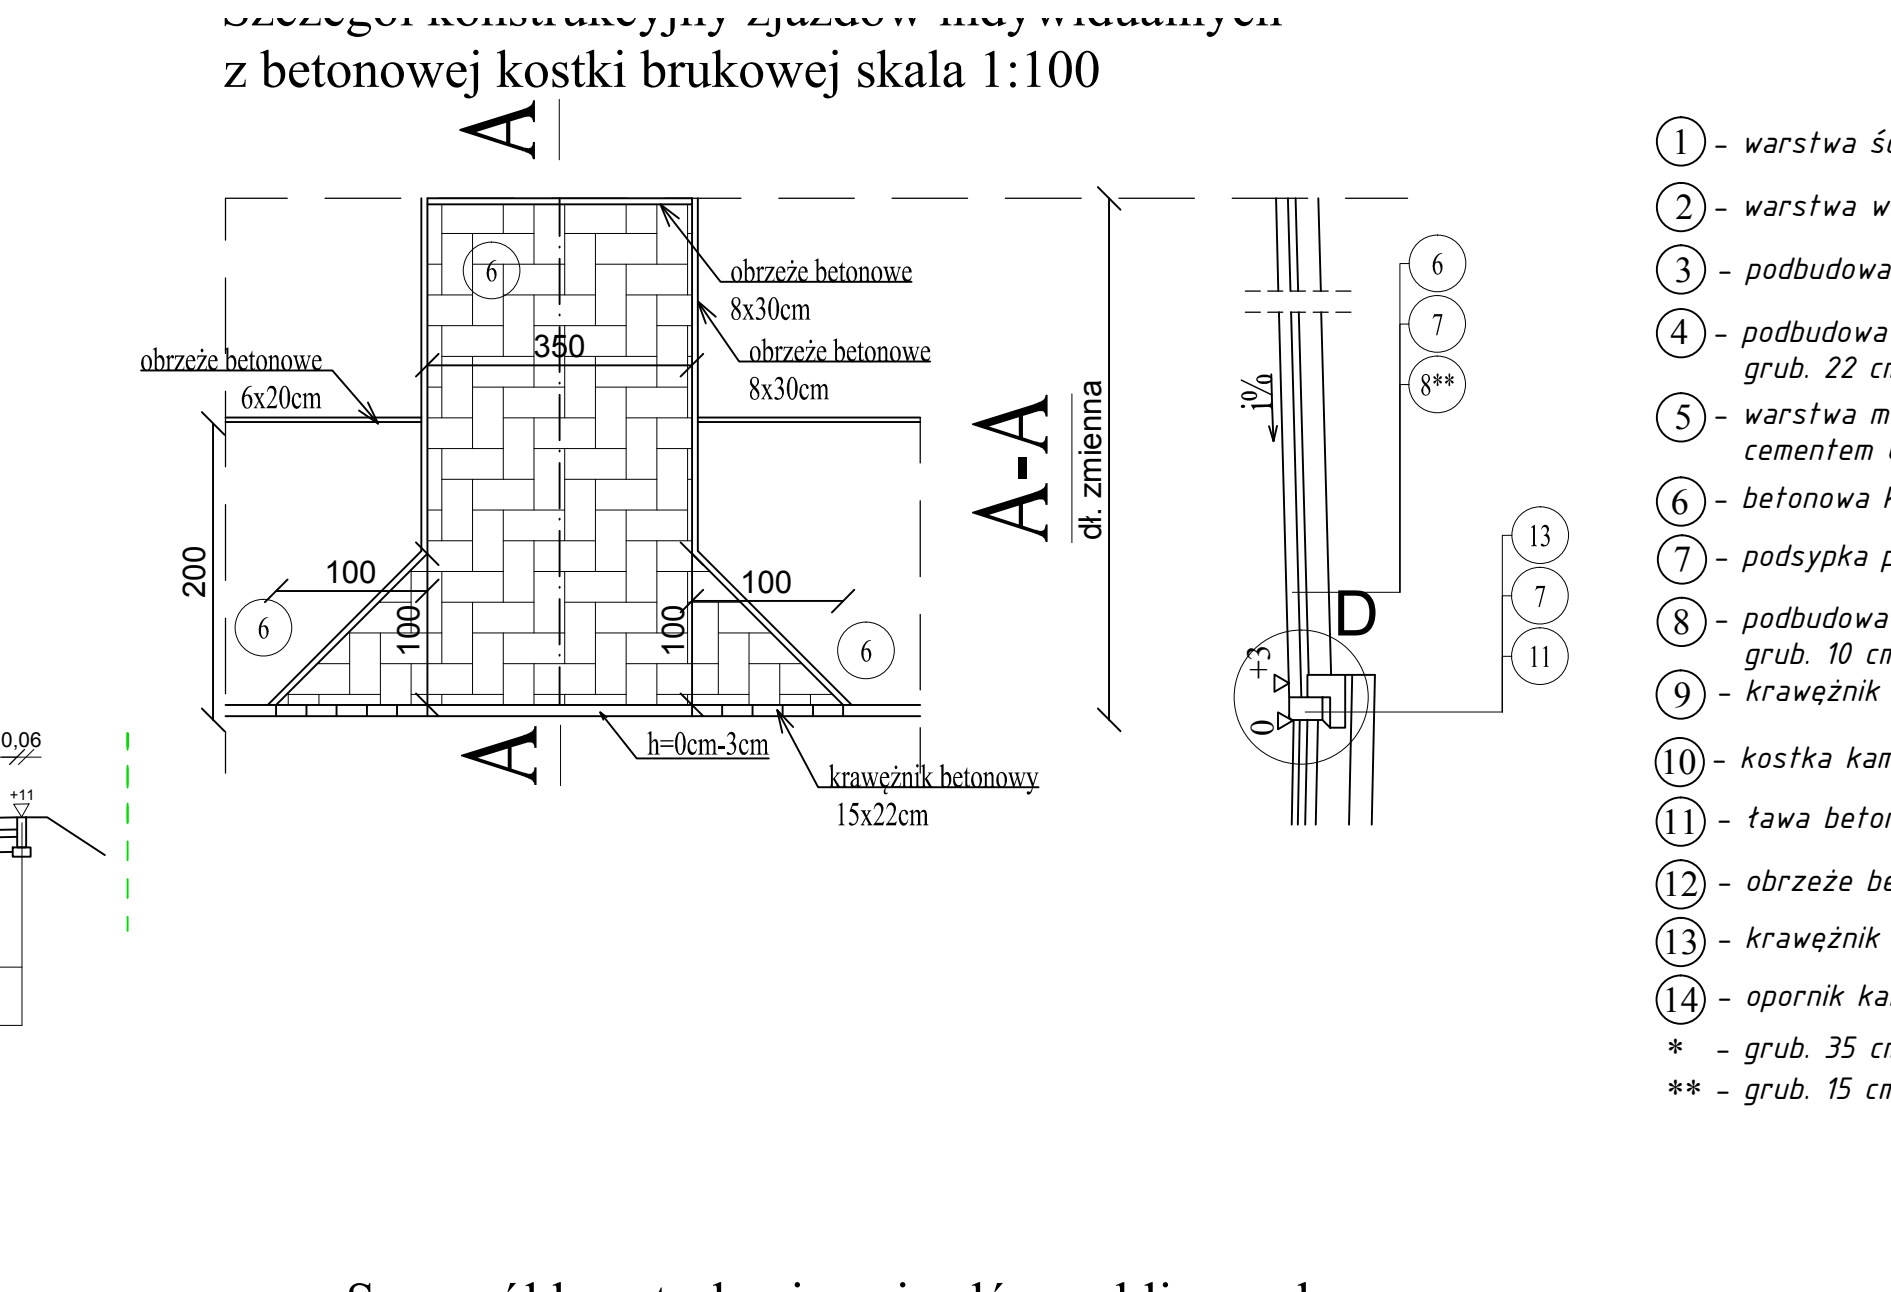 Szczegół konstrukcyjny zjazdów indywidualnych
z betonowej kostki brukowej skala 1:100
A
6
obrzeże betonowe
8x30cm
350
obrzeże betonowe
8x30cm
obrzeże betonowe
6x20cm
200
100
100
100
100
6
6
A
h=0cm-3cm
krawężnik betonowy
15x22cm
0,06
+11
A-A
dł. zmienna
i%
6
7
8**
13
7
11
D
+3
0
1 - warstwa
2 - warstwa
3 - podbudowa
4 - podbudowa
grub. 22
5 - warstwa
cementem
6 - betonowa
7 - podsypka
8 - podbudowa
grub. 10
9 - krawężnik
10 - kostka
11 - ława
12 - obrzeże
13 - krawężnik
14 - opornik
* - grub. 35
** - grub. 15